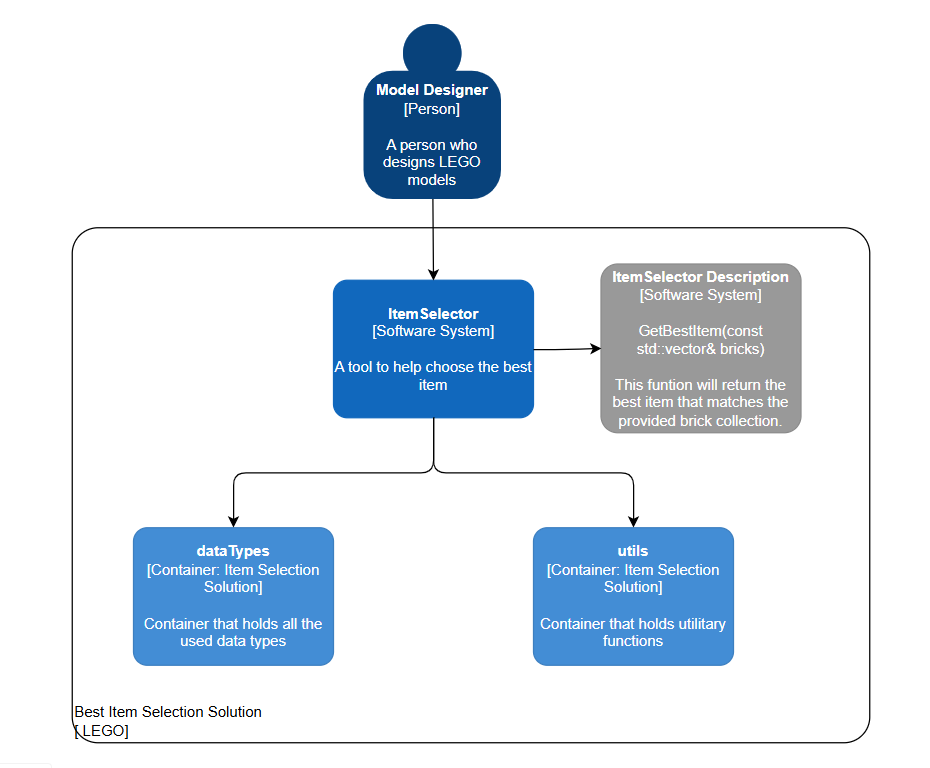 Model Designer
[Person]
A person who
designs LEGO
models
ItemSelector
[Software System]
A tool to help choose the best
item
ItemSelector Description
[Software System]
GetBestItem(const
std::vector& bricks)
This funtion will return the
best item that matches the
provided brick collection.
dataTypes
[Container: Item Selection
Solution]
Container that holds all the
used data types
utils
[Container: Item Selection
Solution]
Container that holds utilitary
functions
Best Item Selection Solution
[ LEGO]